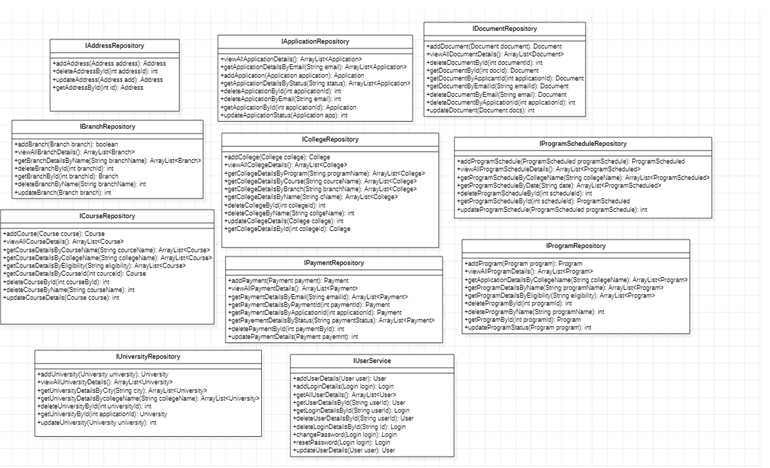 IAddressRepository
+addAddress(Address address): Address
+deleteAddressById(int addressId): int
+updateAddress(Address add): Address
+getAddressById(int id): Address
IApplicationRepository
+viewAllApplicationDetails(): ArrayList<Application>
+getApplicationDetailsByEmail(String email): ArrayList<Application>
+addApplication(Application application): Application
+getApplicationDetailsByStatus(String status): ArrayList<Application>
+deleteApplicationById(int applicationId): int
+deleteApplicationByEmail(String email): int
+getApplicationById(int applicationId): Application
+updateApplicationStatus(Application app): int
IDocumentRepository
+addDocument(Document document): Document
+viewAllDocumentDetails(): ArrayList<Document>
+deleteDocumentById(int documentId): int
+getDocumentById(int docId): Document
+getDocumentByApplicantId(int applicationId): Document
+getDocumentByEmailId(String emailId): Document
+deleteDocumentByEmail(String email): Document
+deleteDocumentByApplicationId(int applicationId): int
+updateDocument(Document docs): int
IBranchRepository
+addBranch(Branch branch): boolean
+viewAllBranchDetails(): ArrayList<Branch>
+getBranchDetailsByName(String branchName): ArrayList<Branch>
+deleteBranchById(int branchId): int
+getBranchById(int branchId): Branch
+deleteBranchByName(String branchName): int
+updateBranch(Branch branch): int
ICollegeRepository
+addCollege(College college): College
+viewAllCollegeDetails(): ArrayList<College>
+getCollegeDetailsByProgram(String programName): ArrayList<College>
+getCollegeDetailsByCourse(String courceName): ArrayList<College>
+getCollegeDetailsByBranch(String branchName): ArrayList<College>
+getCollegeDetailsByName(String cName): ArrayList<College>
+deleteCollegeById(int collegeId): int
+deleteCollegeByName(String collgeName): int
+updateCollegeDetails(College college): int
+getCollegeDetailsById(int collegeId): College
IProgramScheduleRepository
+addProgramSchedule(ProgramScheduled programSchedule): ProgramScheduled
+viewAllProgramScheduleDetails(): ArrayList<ProgramScheduled>
+getProgramScheduleByCollegeName(String collegeName): ArrayList<ProgramScheduled>
+getProgramScheduleByDate(String date): ArrayList<ProgramScheduled>
+deleteProgramScheduleById(int scheduleId): int
+getProgramScheduleById(int scheduleId): ProgramScheduled
+updateProgramSchedule(ProgramScheduled programSchedule): int
ICourseRepository
+addCourse(Course course): Course
+viewAllCourseDetails(): ArrayList<Course>
+getCourseDetailsByCourseName(String courceName): ArrayList<Course>
+getCourseDetailsByCollegeName(String collegeName): ArrayList<Course>
+getCourseDetailsByEligibility(String eligibility): ArrayList<Course>
+getCourseDetailsByCourseId(int courceId): Course
+deleteCourseById(int courseId): int
+deleteCourseByName(String courseName): int
+updateCourseDetails(Course course): int
IProgramRepository
+addProgram(Program program): Program
+viewAllProgramDetails(): ArrayList<Program>
+getApplicationDetailsByCollegeName(String collegeName): ArrayList<Program>
+getProgramDetailsByName(String programName): ArrayList<Program>
+getProgramDetailsByEligibility(String eligibility): ArrayList<Program>
+deleteProgramById(int programId): int
+deleteProgramByName(String programName): int
+getProgramById(int programId): Program
+updateProgramStatus(Program program): int
IPaymentRepository
+addPayment(Payment payment): Payment
+viewAllPaymentDetails(): ArrayList<Payment>
+getPaymentDetailsByEmail(String emailId): ArrayList<Payment>
+getPaymentDetailsByPaymentId(int paymentId): Payment
+getPaymentDetailsByApplicationId(int applicationId): Payment
+getPaymentDetailsByStatus(String paymentStatus): ArrayList<Payment>
+deletePaymentById(int paymentById): int
+updatePaymentDetails(Payment payemnt): int
IUniversityRepository
+addUniversity(University university): University
+viewAllUniversityDetails(): ArrayList<University>
+getUniversityDetailsByCity(String city): ArrayList<University>
+getUniversityDetailsBycollegeName(String collegeName): ArrayList<University>
+deleteUniversityById(int universityId): int
+getUniversityById(int applicationId): University
+updateUniversity(University university): int
IUserService
+addUserDetails(User user): User
+addLoginDetails(Login login): Login
+getAllUserDetails(): ArrayList<User>
+getUserDetailsById(String userId): User
+getLoginDetailsById(String userId): Login
+deleteUserDetailsById(String userId): User
+deleteLoginDetailsById(String Id): Login
+changePassword(Login login): Login
+resetPassword(Login login): Login
+updateUserDetails(User user): User